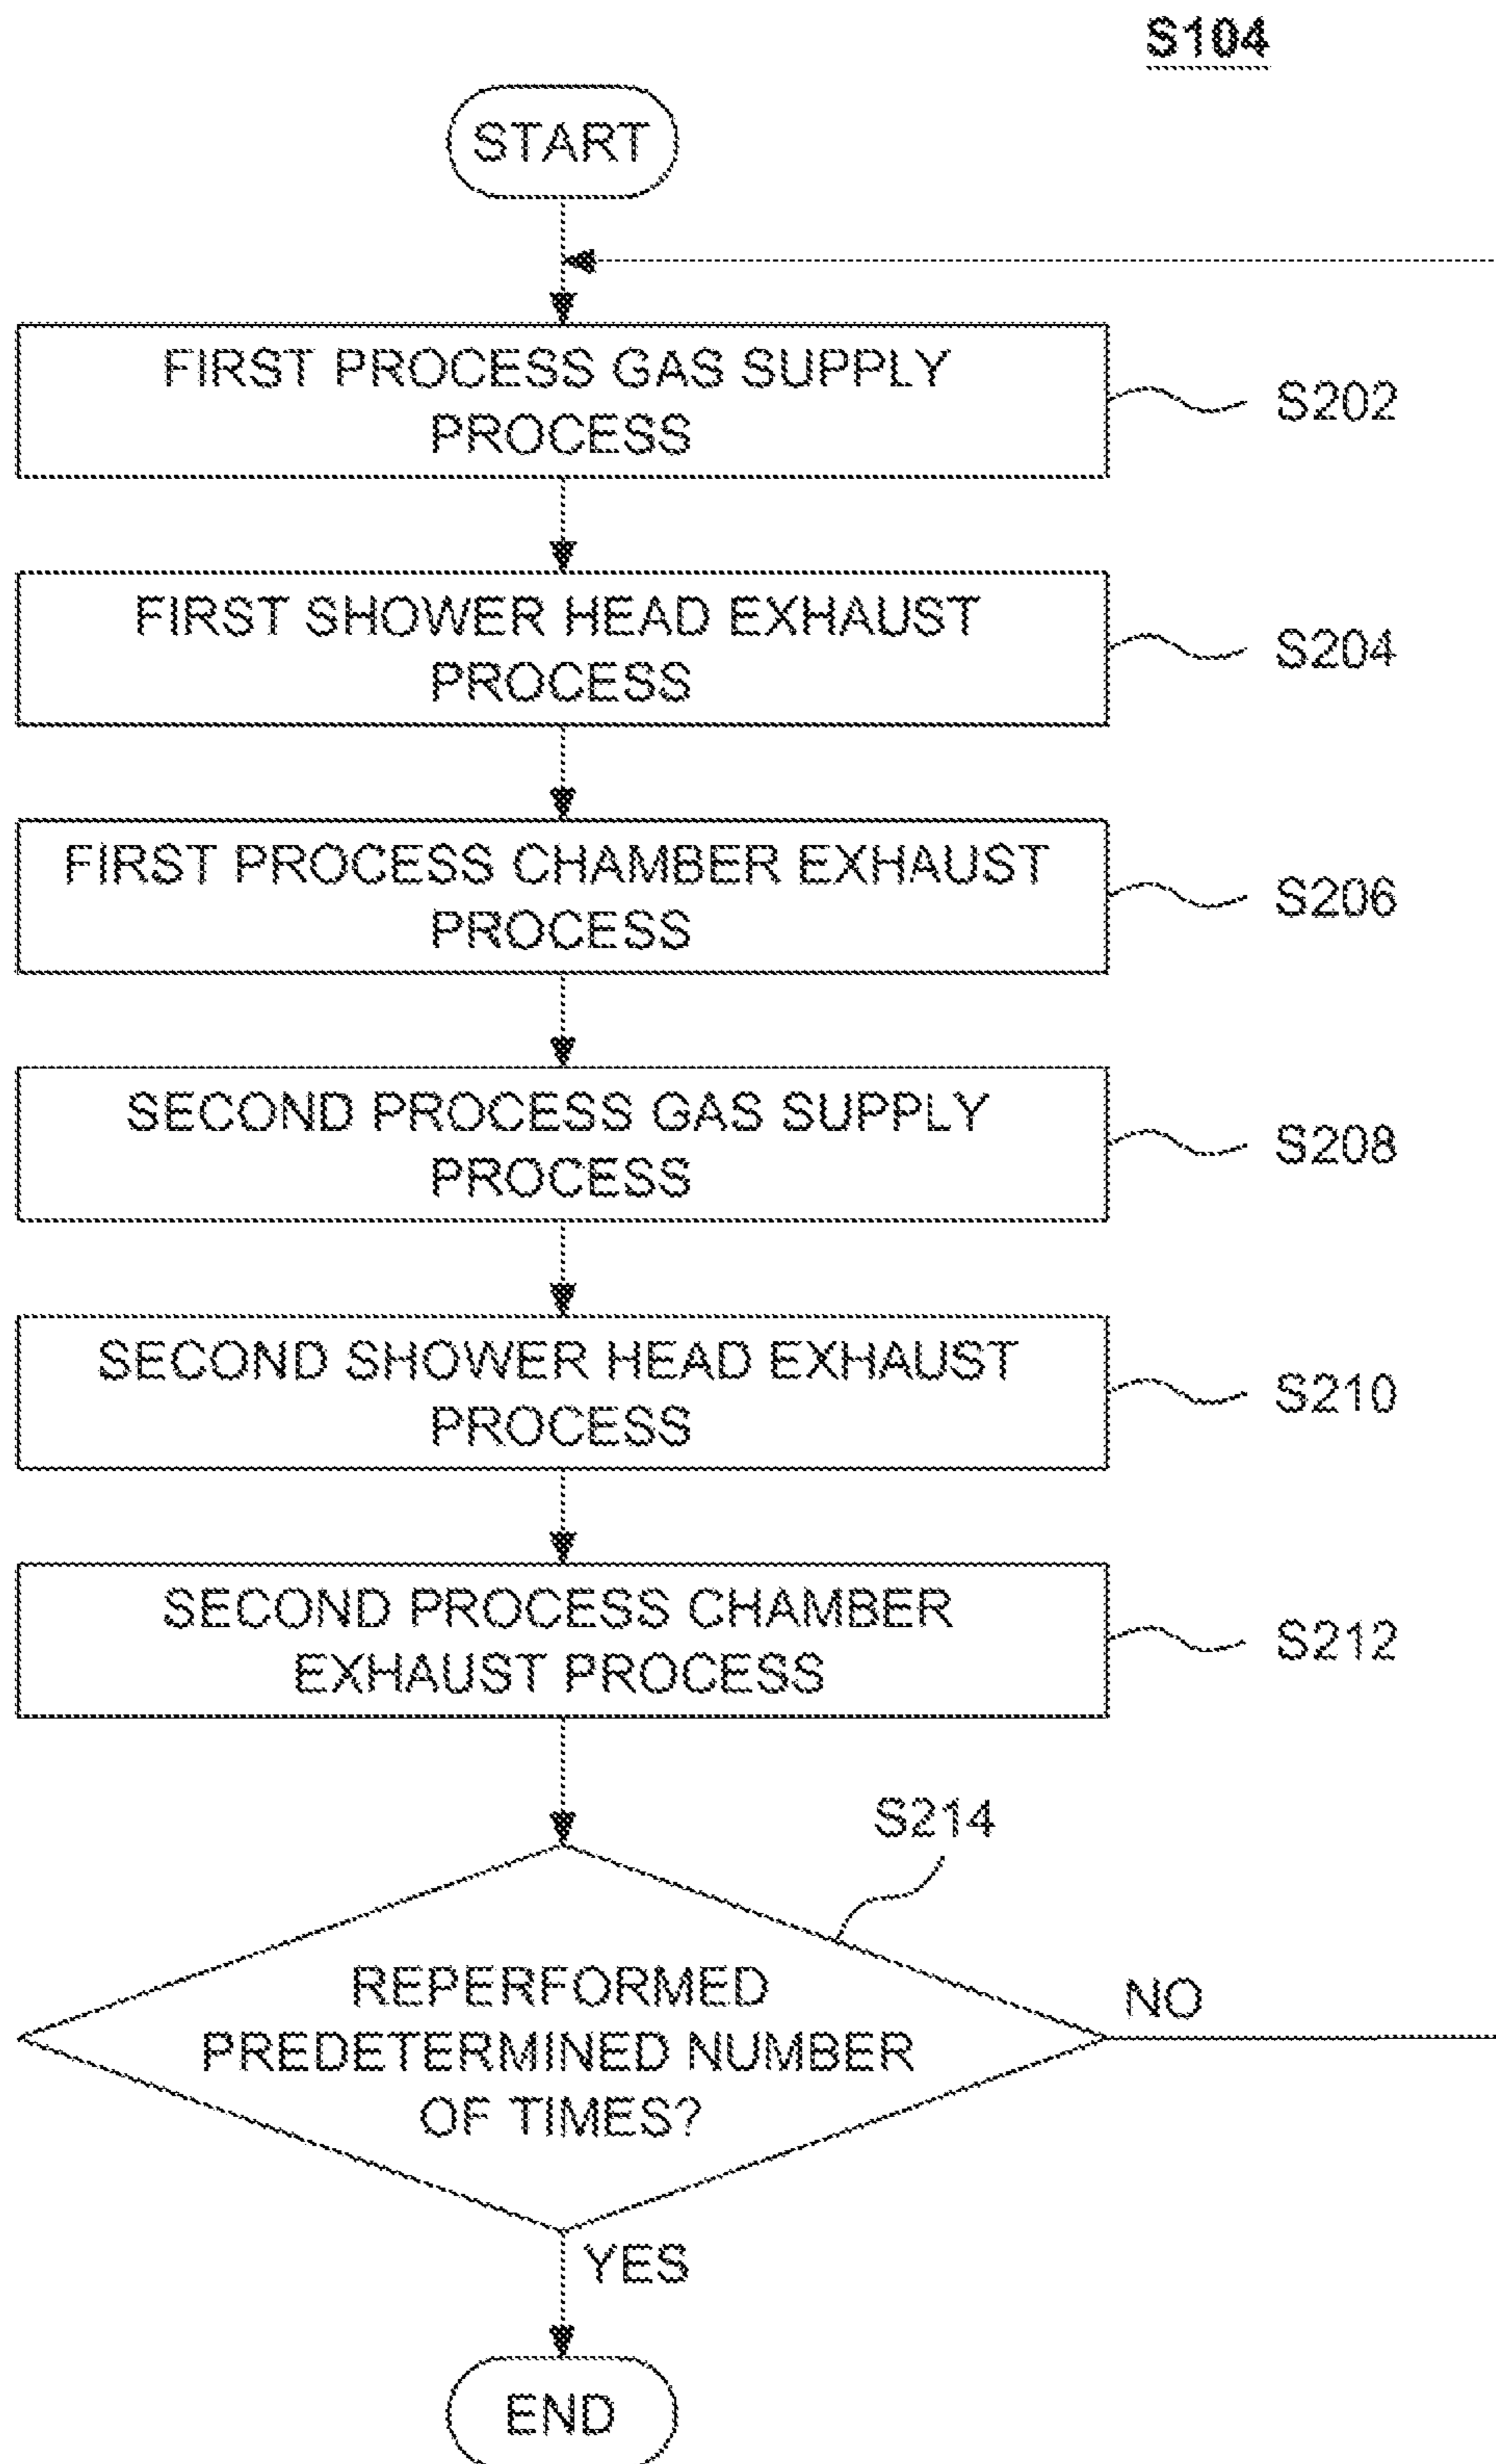 S104
START
FIRST PROCESS GAS SUPPLY
PROCESS
S202
FIRST SHOWER HEAD EXHAUST
PROCESS
S204
FIRST PROCESS CHAMBER EXHAUST
PROCESS
S206
SECOND PROCESS GAS SUPPLY
PROCESS
S208
SECOND SHOWER HEAD EXHAUST
PROCESS
S210
SECOND PROCESS CHAMBER
EXHAUST PROCESS
S212
S214
REPERFORMED
PREDETERMINED NUMBER
OF TIMES?
NO
YES
END